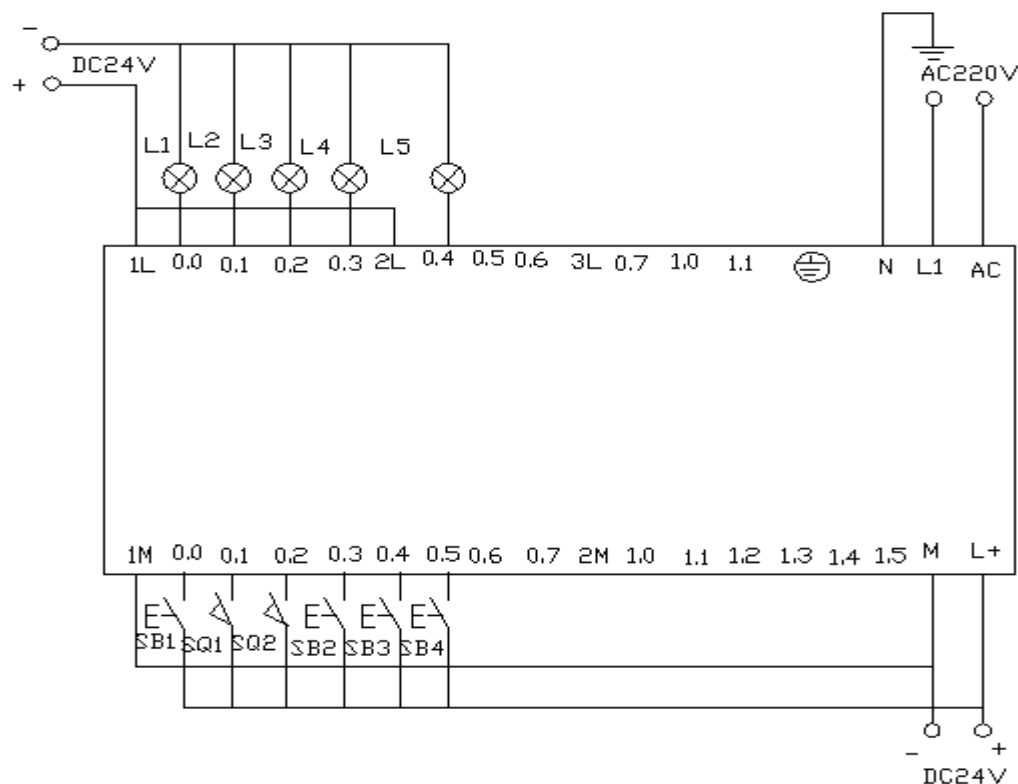 - DC24V
+
AC220V
L1 L2 L3 L4 L5
1L 0.0 0.1 0.2 0.3 2L 0.4 0.5 0.6 3L 0.7 1.0 1.1 N L1 AC
1M 0.0 0.1 0.2 0.3 0.4 0.5 0.6 0.7 2M 1.0 1.1 1.2 1.3 1.4 1.5 M L+
SB1 SQ1 SQ2 SB2 SB3 SB4
- +
DC24V